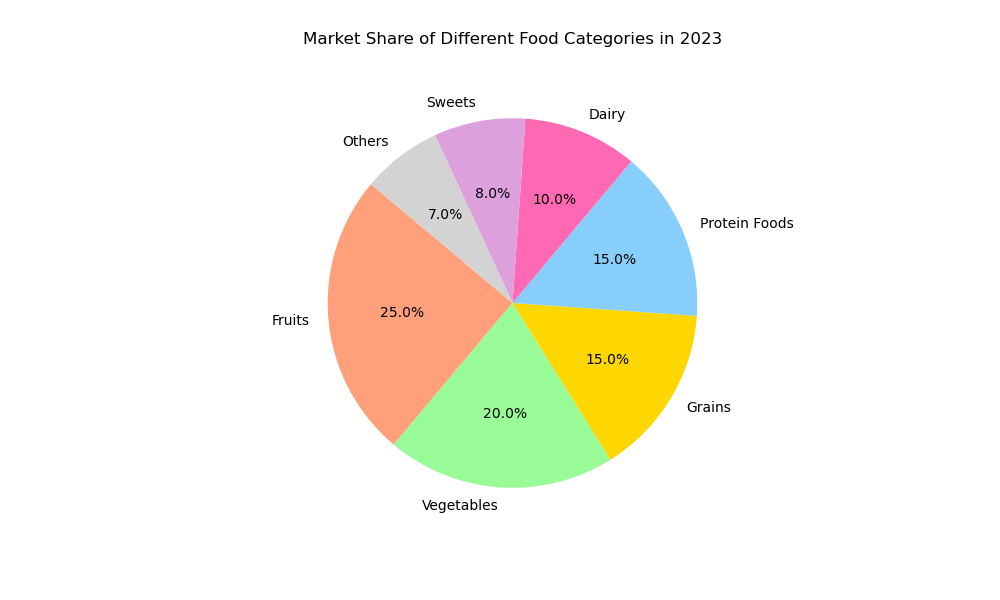 Market Share of Different Food Categories in 2023
Sweets
Dairy
Others
8.0%
10.0%
7.0%
Protein Foods
15.0%
25.0%
Fruits
15.0%
Grains
20.0%
Vegetables